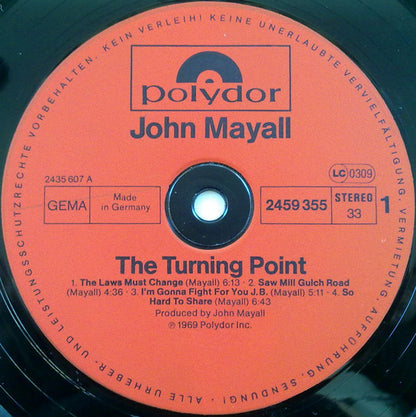 ALLE URHEBER- UND LEISTUNGSSCHUTZRECHTE VORBEHALTEN· KEIN VERLEIH! KEINE UNERLAUBTE VERVIELFÄLTIGUNG, VERMIETUNG, AUFFÜHRUNG, SENDUNG! ·
polydor
John Mayall
LC 0309
2435 607 A
GEMA
Made
in Germany
2459 355
STEREO
33
1
The Turning Point
1. The Laws Must Change (Mayall) 6:13 · 2. Saw Mill Gulch Road
(Mayall) 4:36 · 3. I'm Gonna Fight For You J.B. (Mayall) 5:11 · 4. So
Hard To Share (Mayall) 6:43
Produced by John Mayall
℗ 1969 Polydor Inc.